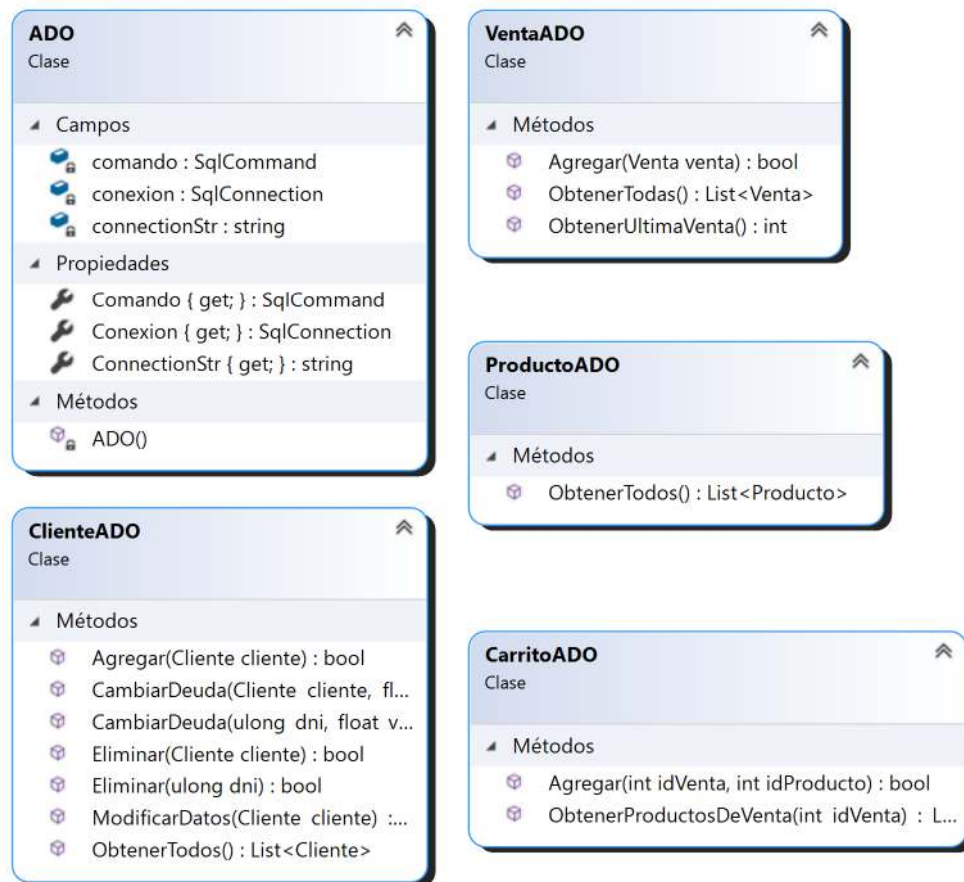 ADO
Clase
Campos
comando : SqlCommand
conexion : SqlConnection
connectionStr : string
Propiedades
Comando { get; } : SqlCommand
Conexion { get; } : SqlConnection
ConnectionStr { get; } : string
Métodos
ADO()
ClienteADO
Clase
Métodos
Agregar(Cliente cliente) : bool
CambiarDeuda(Cliente cliente, fl...
CambiarDeuda(ulong dni, float v...
Eliminar(Cliente cliente) : bool
Eliminar(ulong dni) : bool
ModificarDatos(Cliente cliente) :...
ObtenerTodos() : List<Cliente>
VentaADO
Clase
Métodos
Agregar(Venta venta) : bool
ObtenerTodas() : List<Venta>
ObtenerUltimaVenta() : int
ProductoADO
Clase
Métodos
ObtenerTodos() : List<Producto>
CarritoADO
Clase
Métodos
Agregar(int idVenta, int idProducto) : bool
ObtenerProductosDeVenta(int idVenta) : L...